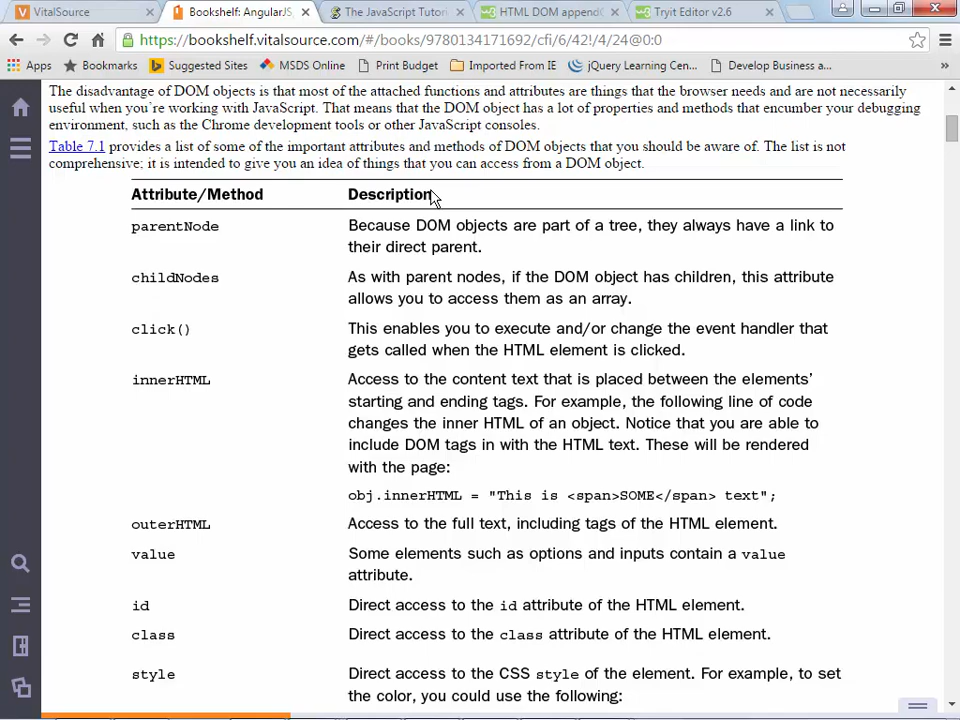 VitalSource
Bookshelf: AngularJS,
The JavaScript Tutori
HTML DOM append
Tryit Editor v2.6
https://bookshelf.vitalsource.com/#/books/9780134171692/cfi/6/42!/4/24@0:0
Apps Bookmarks Suggested Sites MSDS Online Print Budget Imported From IE jQuery Learning Cen... Develop Business a... »
The disadvantage of DOM objects is that most of the attached functions and attributes are things that the browser needs and are not necessarily
useful when you’re working with JavaScript. That means that the DOM object has a lot of properties and methods that encumber your debugging
environment, such as the Chrome development tools or other JavaScript consoles.
Table 7.1 provides a list of some of the important attributes and methods of DOM objects that you should be aware of. The list is not
comprehensive; it is intended to give you an idea of things that you can access from a DOM object.
Attribute/Method Description
parentNode Because DOM objects are part of a tree, they always have a link to
their direct parent.
childNodes As with parent nodes, if the DOM object has children, this attribute
allows you to access them as an array.
click() This enables you to execute and/or change the event handler that
gets called when the HTML element is clicked.
innerHTML Access to the content text that is placed between the elements’
starting and ending tags. For example, the following line of code
changes the inner HTML of an object. Notice that you are able to
include DOM tags in with the HTML text. These will be rendered
with the page:
obj.innerHTML = "This is <span>SOME</span> text";
outerHTML Access to the full text, including tags of the HTML element.
value Some elements such as options and inputs contain a value
attribute.
id Direct access to the id attribute of the HTML element.
class Direct access to the class attribute of the HTML element.
style Direct access to the CSS style of the element. For example, to set
the color, you could use the following: